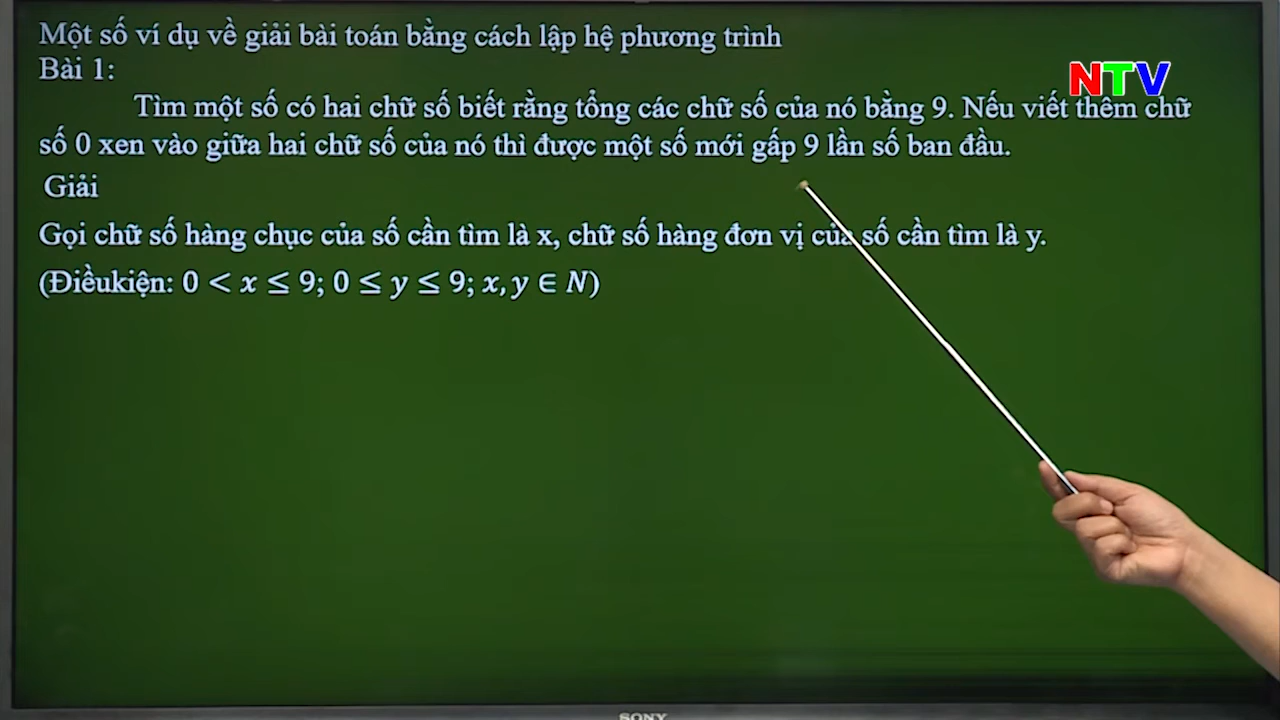 Một số ví dụ về giải bài toán bằng cách lập hệ phương trình
Bài 1:
NTV
Tìm một số có hai chữ số biết rằng tổng các chữ số của nó bằng 9. Nếu viết thêm chữ
số 0 xen vào giữa hai chữ số của nó thì được một số mới gấp 9 lần số ban đầu.
Giải
Gọi chữ số hàng chục của số cần tìm là x, chữ số hàng đơn vị của số cần tìm là y.
(Điềukiện: 0 < x ≤ 9; 0 ≤ y ≤ 9; x, y ∈ N)
SONY